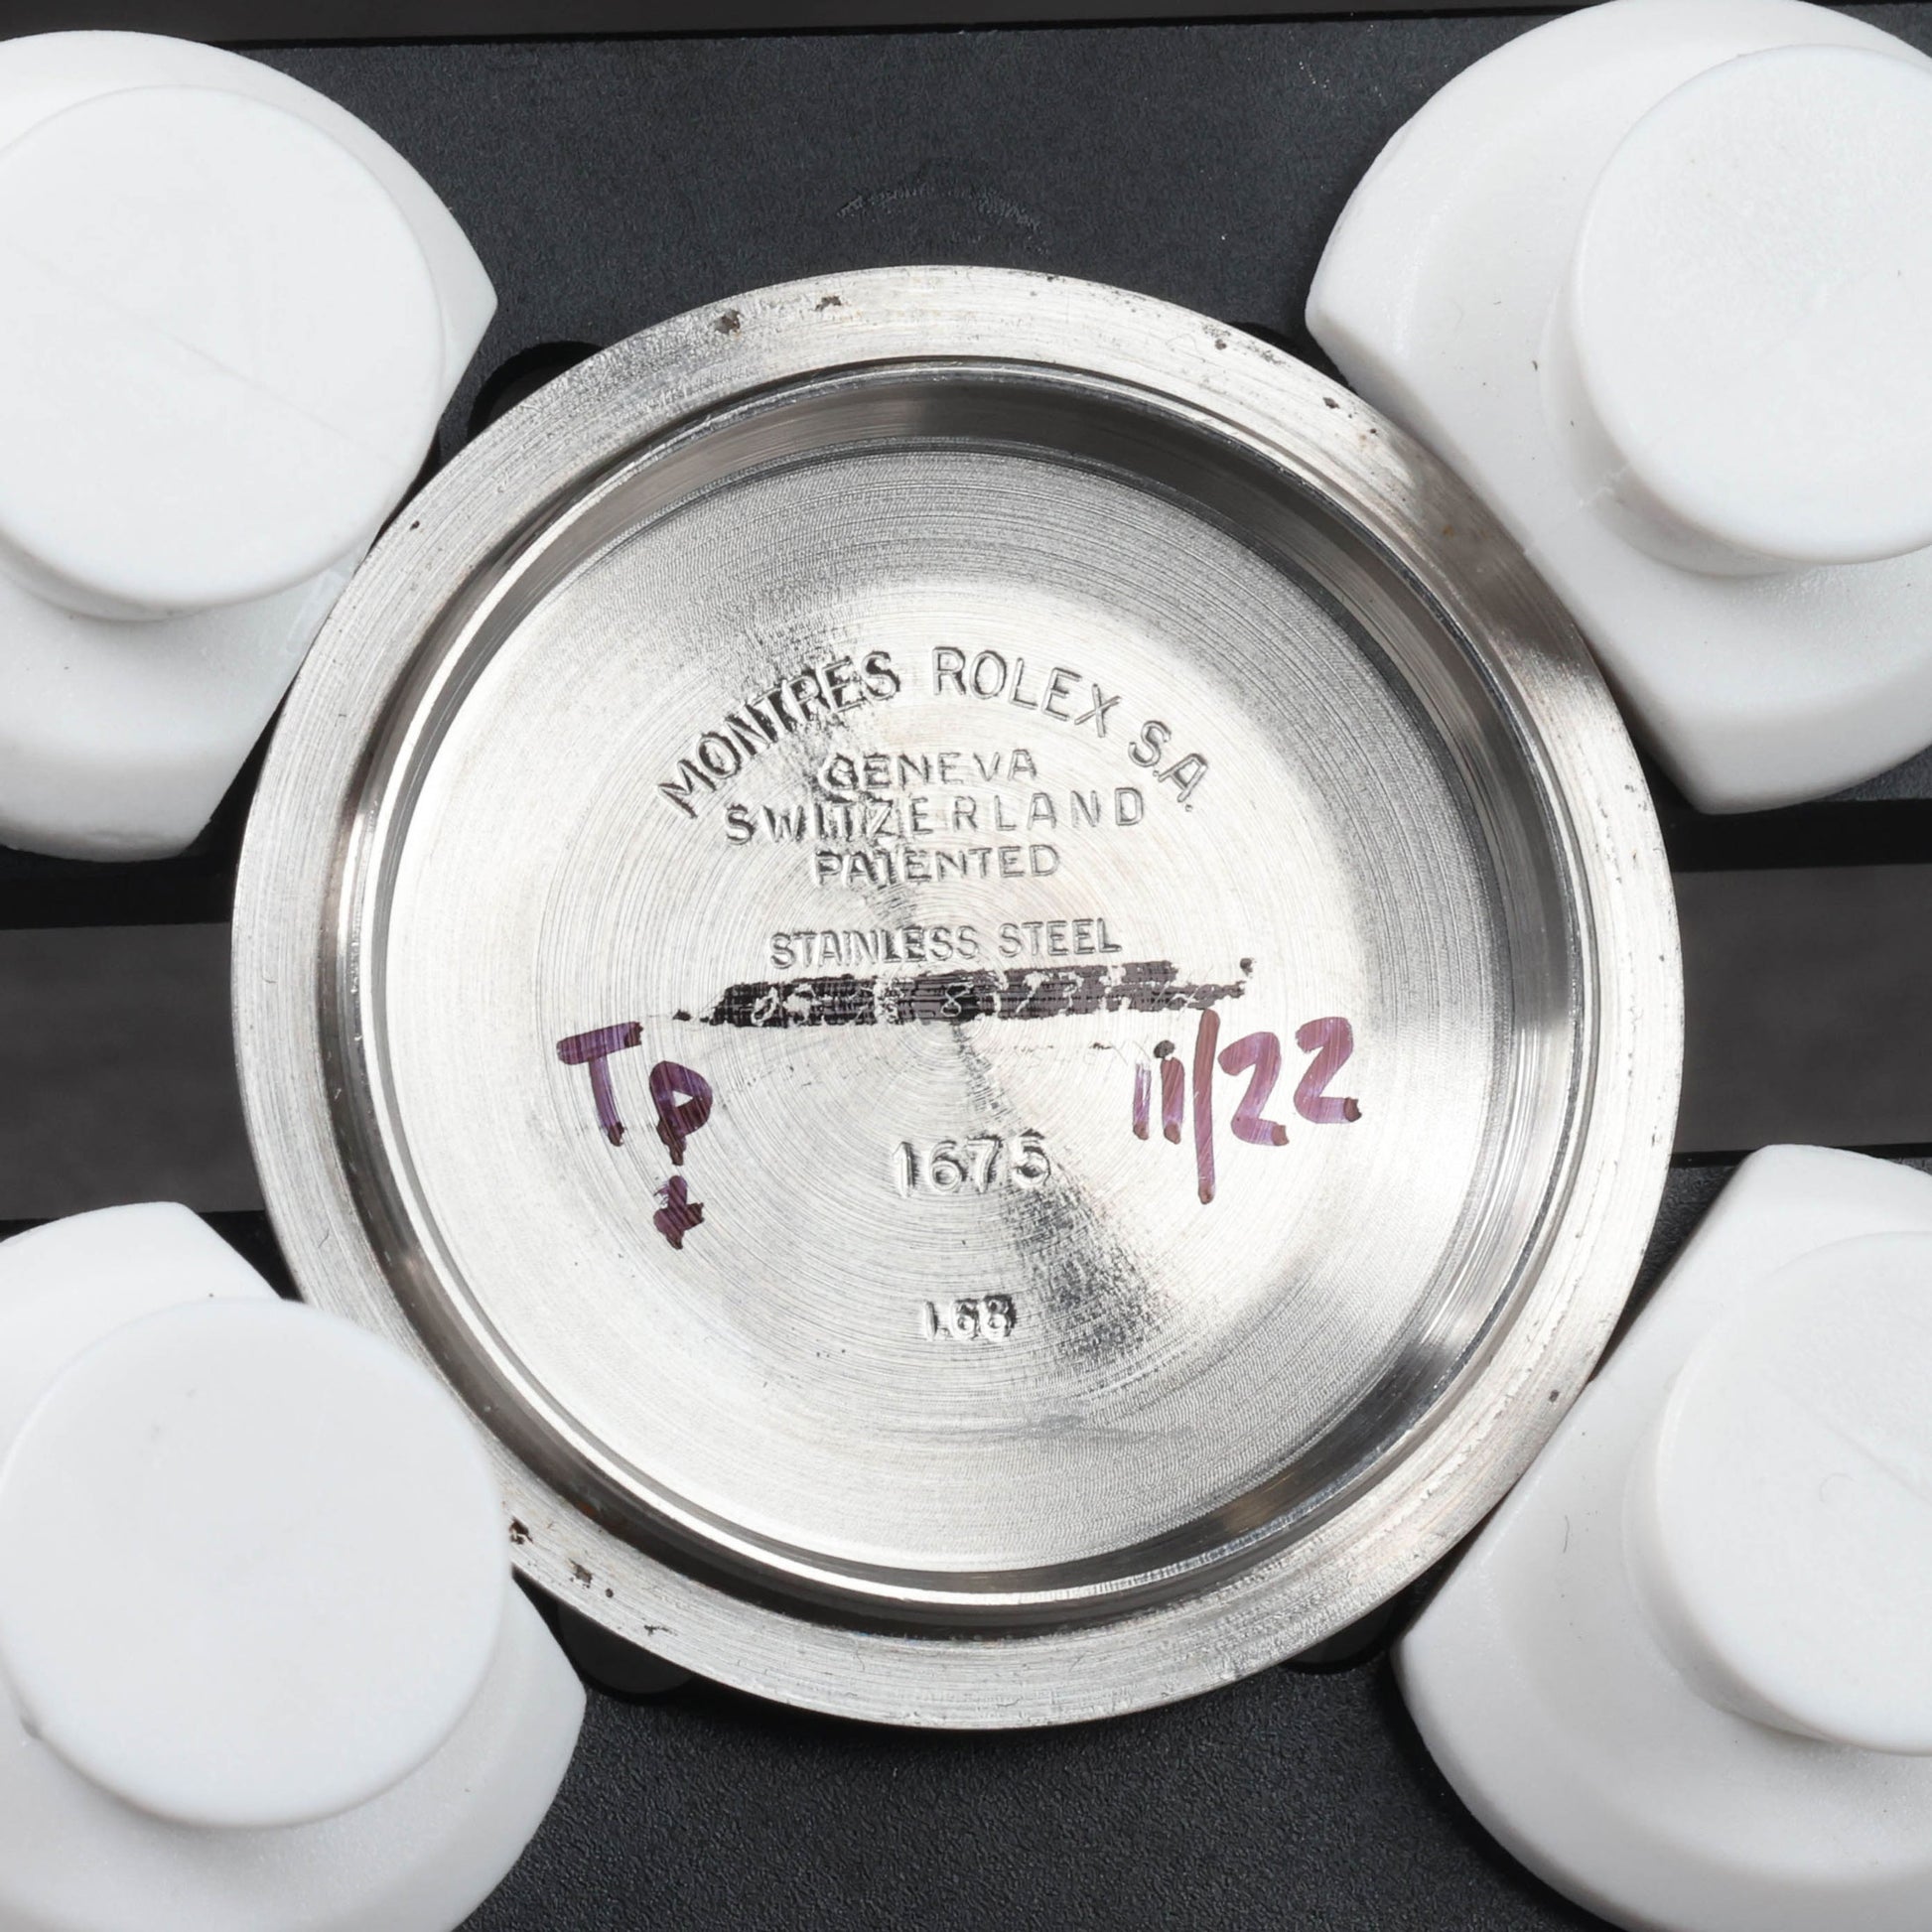 MONTRES ROLEX S.A.
GENEVA
SWITZERLAND
PATENTED
STAINLESS STEEL
Tp 11/22
1675
I.68